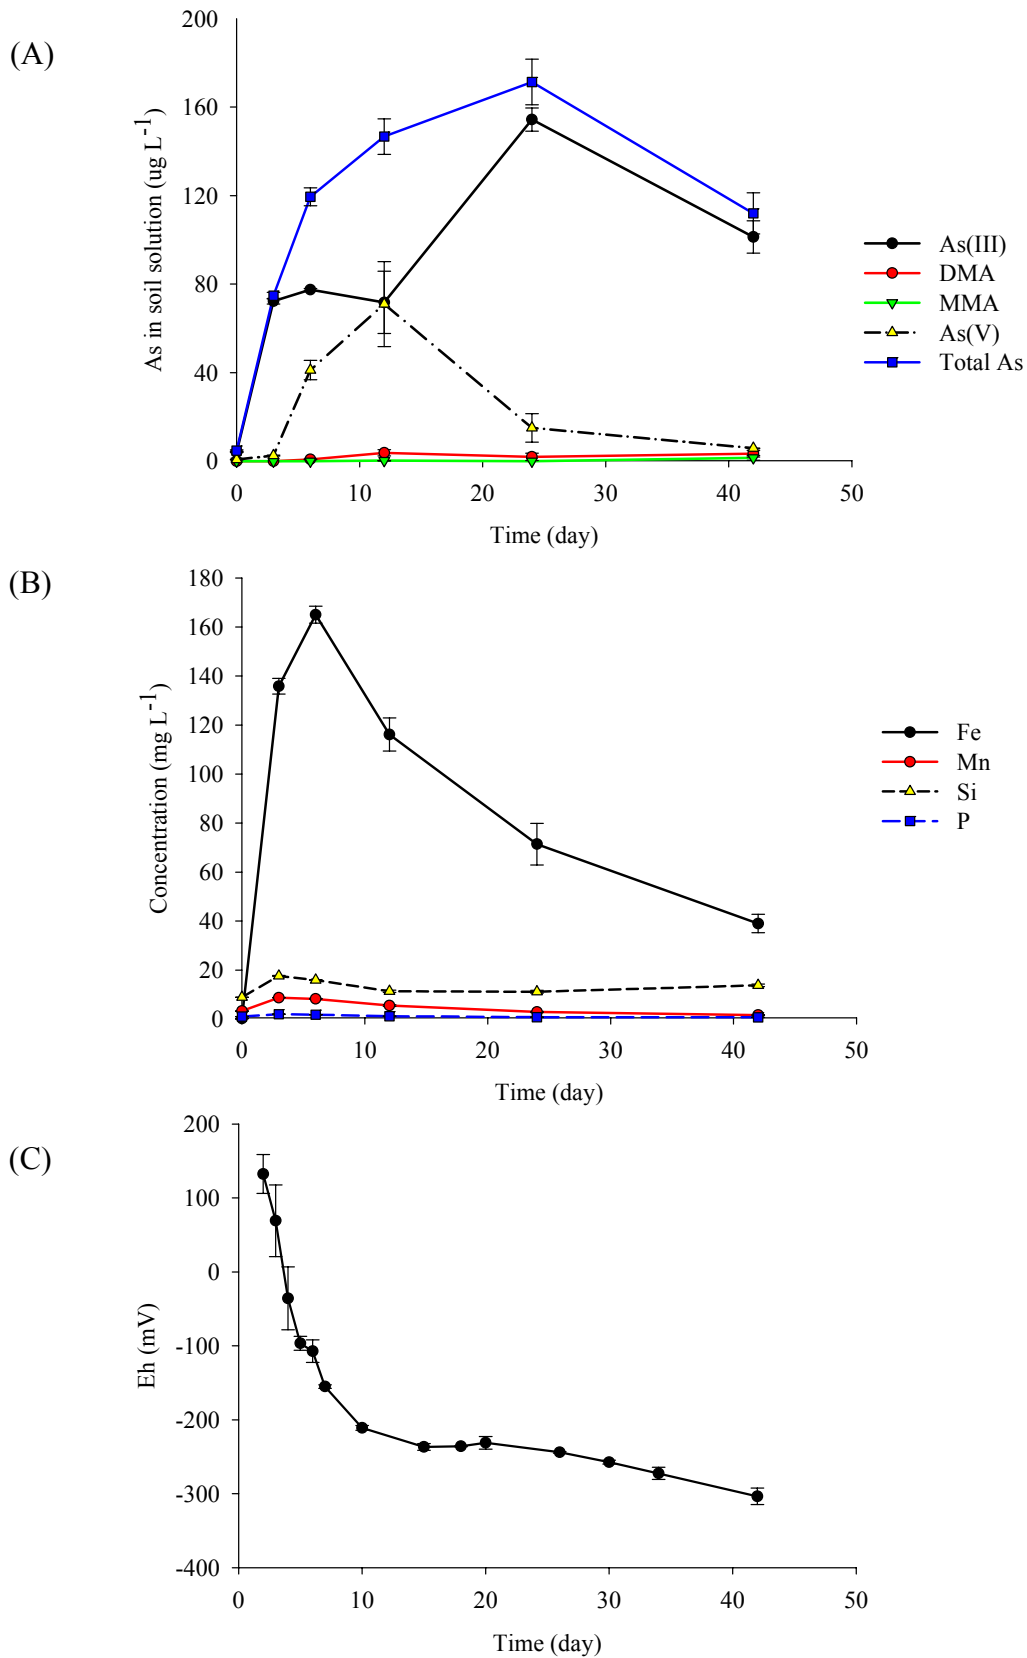 (A)
200
160
120
80
40
0
As in soil solution (ug L-1)
0 10 20 30 40 50
Time (day)
As(III)
DMA
MMA
As(V)
Total As
(B)
180
160
140
120
100
80
60
40
20
0
Concentration (mg L-1)
0 10 20 30 40 50
Time (day)
Fe
Mn
Si
P
(C)
200
100
0
-100
-200
-300
-400
Eh (mV)
0 10 20 30 40 50
Time (day)